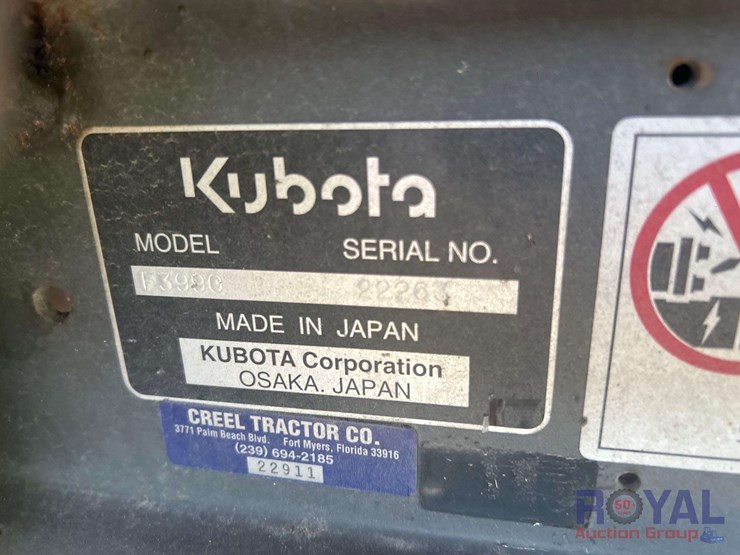 Kubota
MODEL SERIAL NO.
MADE IN JAPAN
KUBOTA Corporation
OSAKA. JAPAN
CREEL TRACTOR CO.
3771 Palm Beach Blvd. Fort Myers, Florida 33916
(239) 694-2185
22911
ROYAL
50
Auction Group